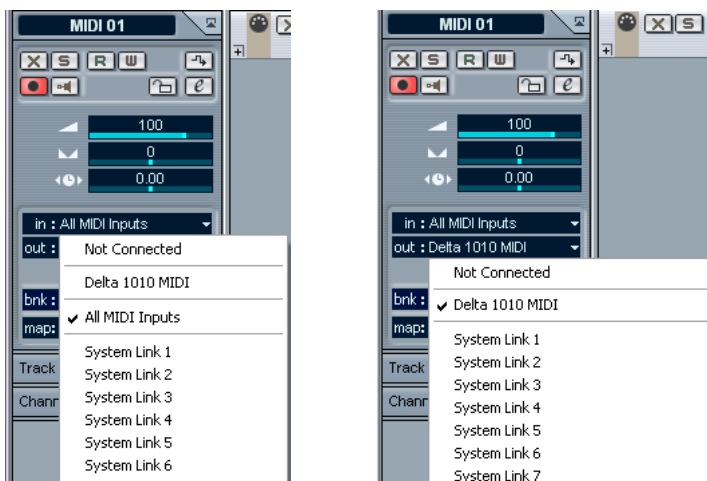 MIDI 01
X S R W
e
100
0
0.00
in : All MIDI Inputs
out :
Not Connected
Delta 1010 MIDI
bnk :
✓ All MIDI Inputs
map:
System Link 1
Track
System Link 2
System Link 3
Chann
System Link 4
System Link 5
System Link 6
X
MIDI 01
X S R W
e
100
0
0.00
in : All MIDI Inputs
out : Delta 1010 MIDI
Not Connected
bnk :
✓ Delta 1010 MIDI
map:
System Link 1
Track
System Link 2
System Link 3
Chann
System Link 4
System Link 5
System Link 6
System Link 7
X S